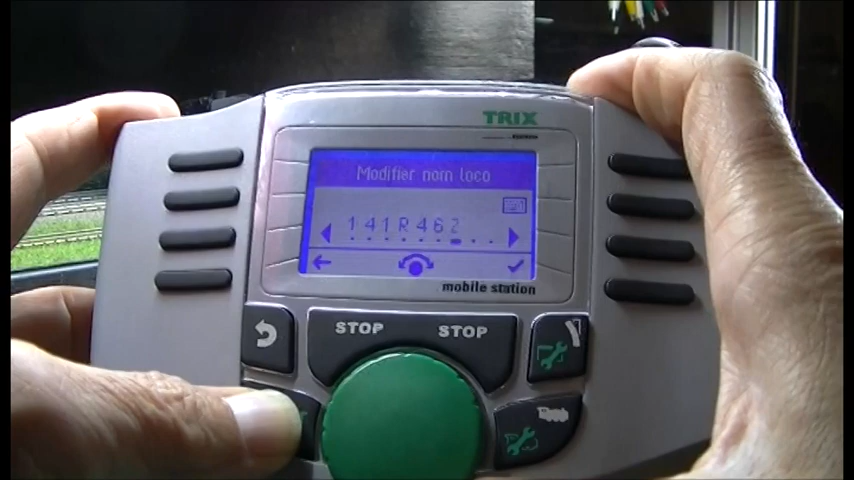 TRIX
Modifier nom loco
141R462
mobile station
STOP STOP